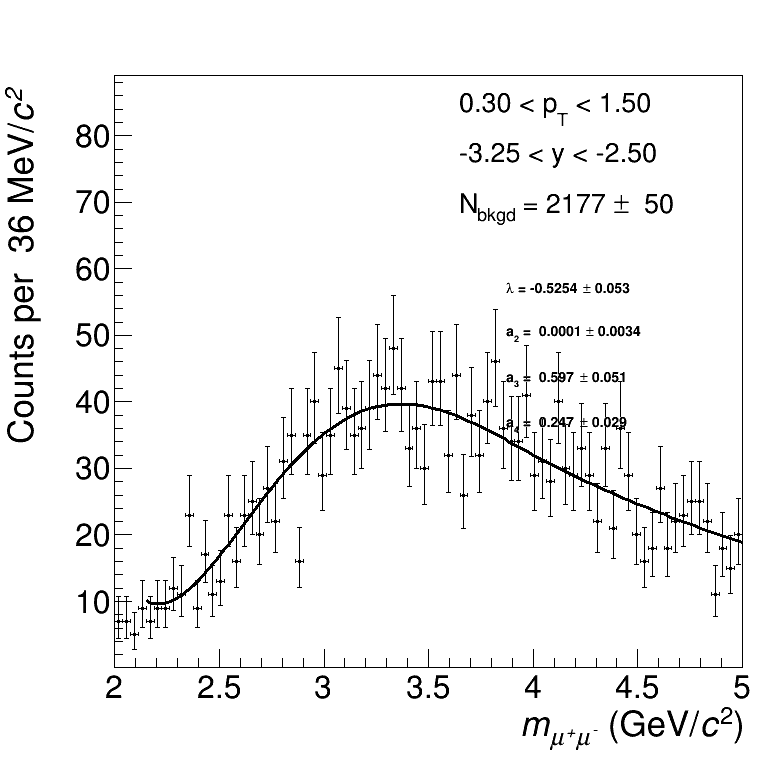 Counts per 36 MeV/c²
80
70
60
50
40
30
20
10
0.30 < p_T < 1.50
-3.25 < y < -2.50
N_bkgd = 2177 ± 50
λ = -0.5254 ± 0.053
a_2 = 0.0001 ± 0.0034
a_3 = 0.597 ± 0.051
a_4 = 0.247 ± 0.029
2 2.5 3 3.5 4 4.5 5
m_μ⁺μ⁻ (GeV/c²)